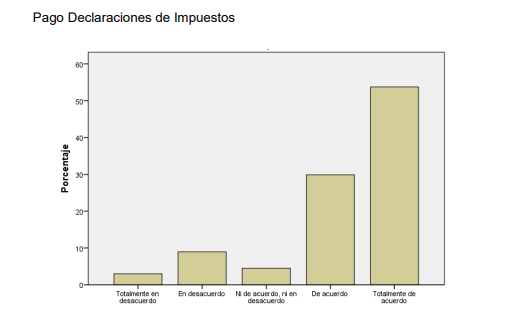 Pago Declaraciones de Impuestos
Porcentaje
60
50
40
30
20
10
0
Totalmente en
desacuerdo
En desacuerdo
Ni de acuerdo, ni en
desacuerdo
De acuerdo
Totalmente de
acuerdo